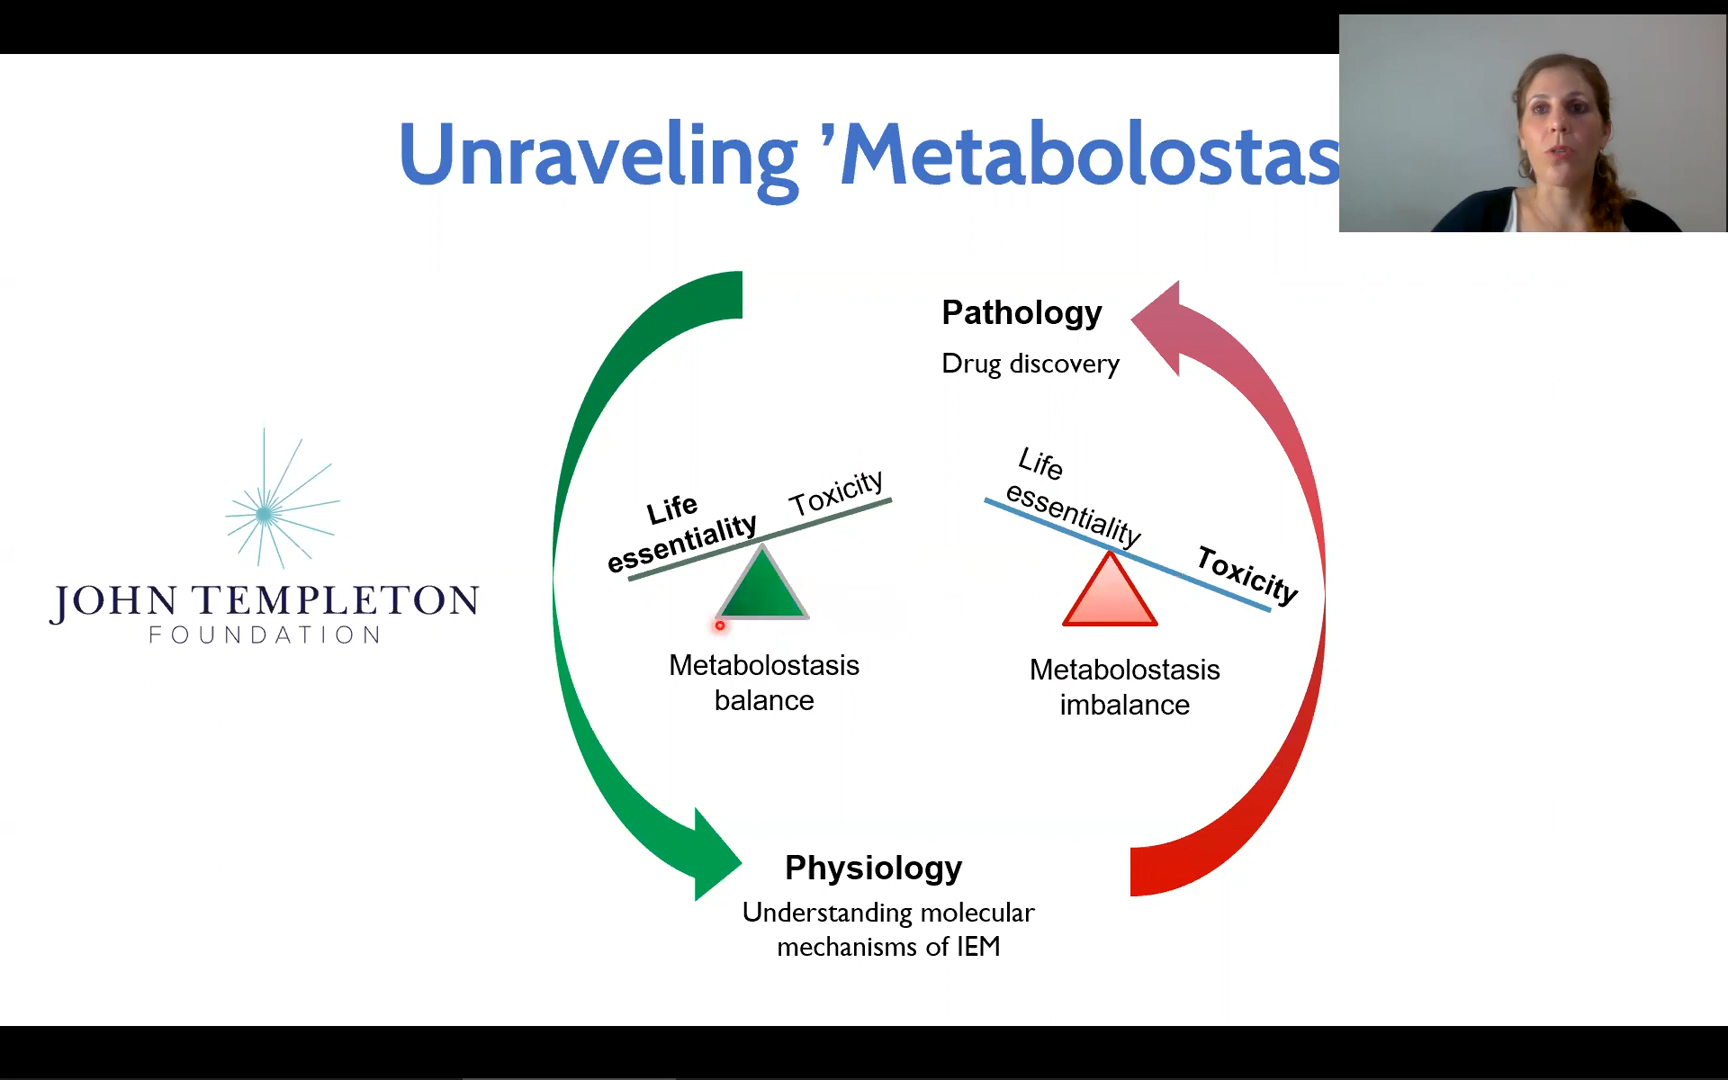 Unraveling ’Metabolostas
Pathology
Drug discovery
Life
essentiality
Toxicity
Life
essentiality
Toxicity
JOHN TEMPLETON
FOUNDATION
Metabolostasis
balance
Metabolostasis
imbalance
Physiology
Understanding molecular
mechanisms of IEM